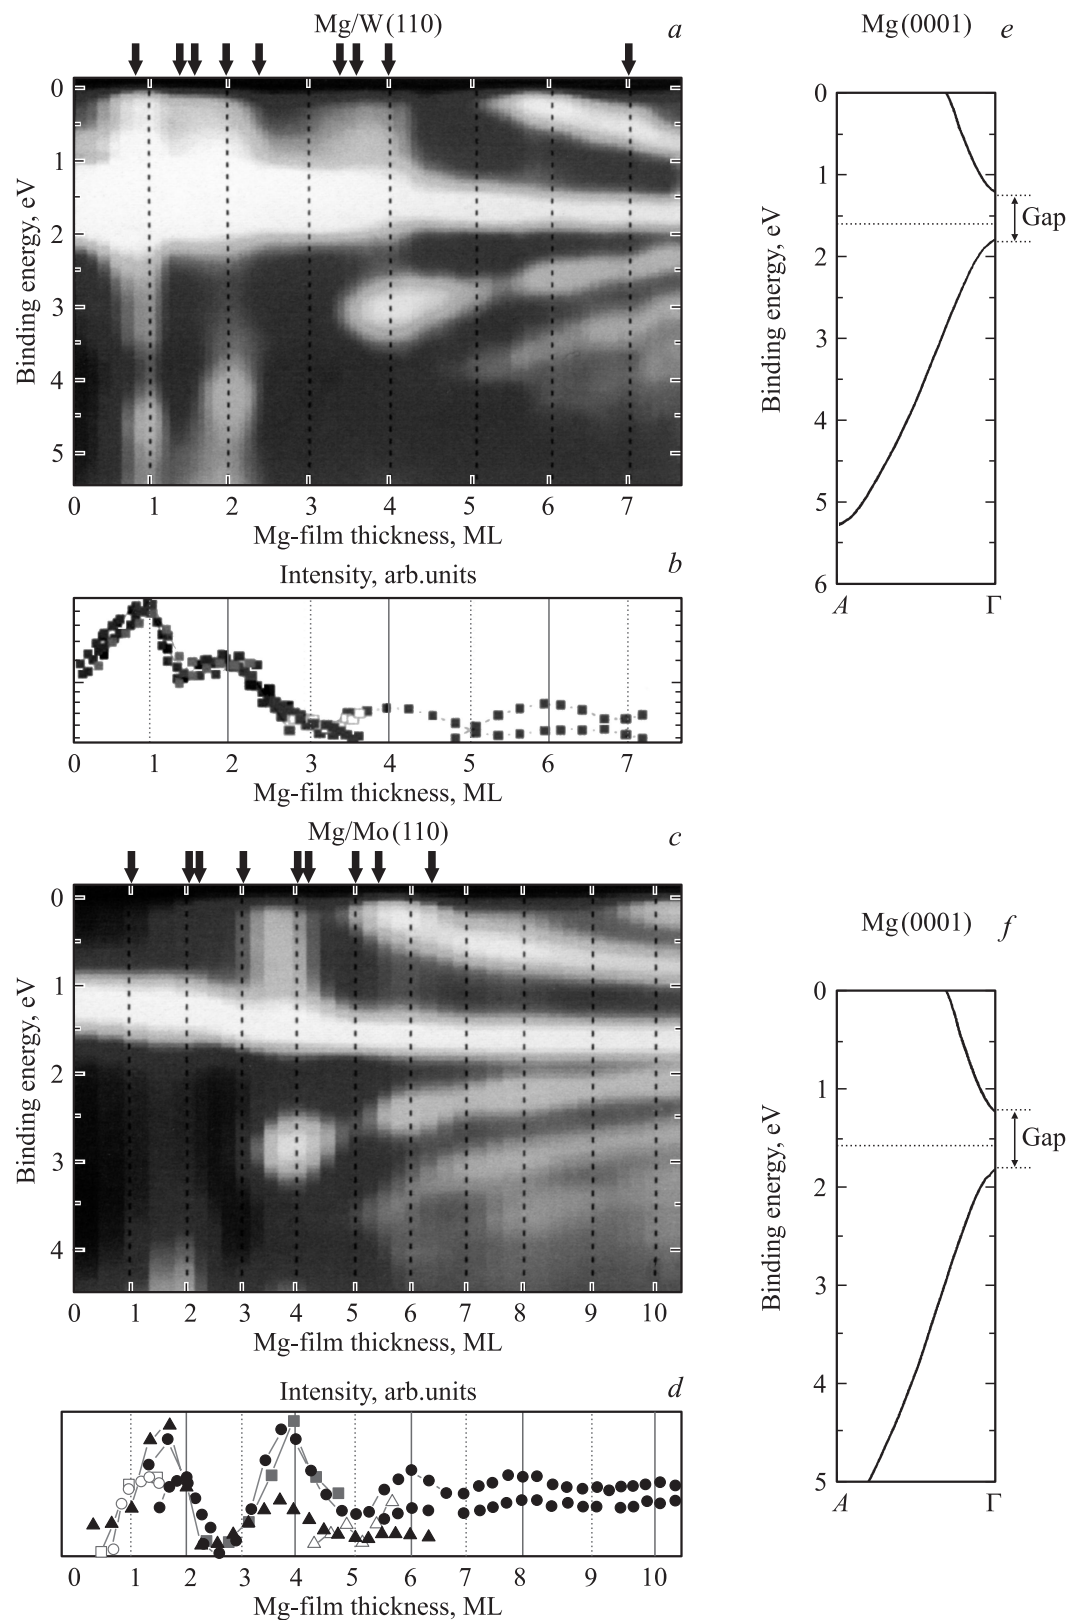 Mg/W(110)
a
0
1
2
3
4
5
Binding energy, eV
0 1 2 3 4 5 6 7
Mg-film thickness, ML
b
Intensity, arb.units
0 1 2 3 4 5 6 7
Mg-film thickness, ML
Mg/Mo(110)
c
0
1
2
3
4
Binding energy, eV
0 1 2 3 4 5 6 7 8 9 10
Mg-film thickness, ML
Intensity, arb.units
d
0 1 2 3 4 5 6 7 8 9 10
Mg-film thickness, ML
Mg(0001)
e
0
1
2
3
4
5
6
Binding energy, eV
Gap
A Γ
Mg(0001)
f
0
1
2
3
4
5
Binding energy, eV
Gap
A Γ